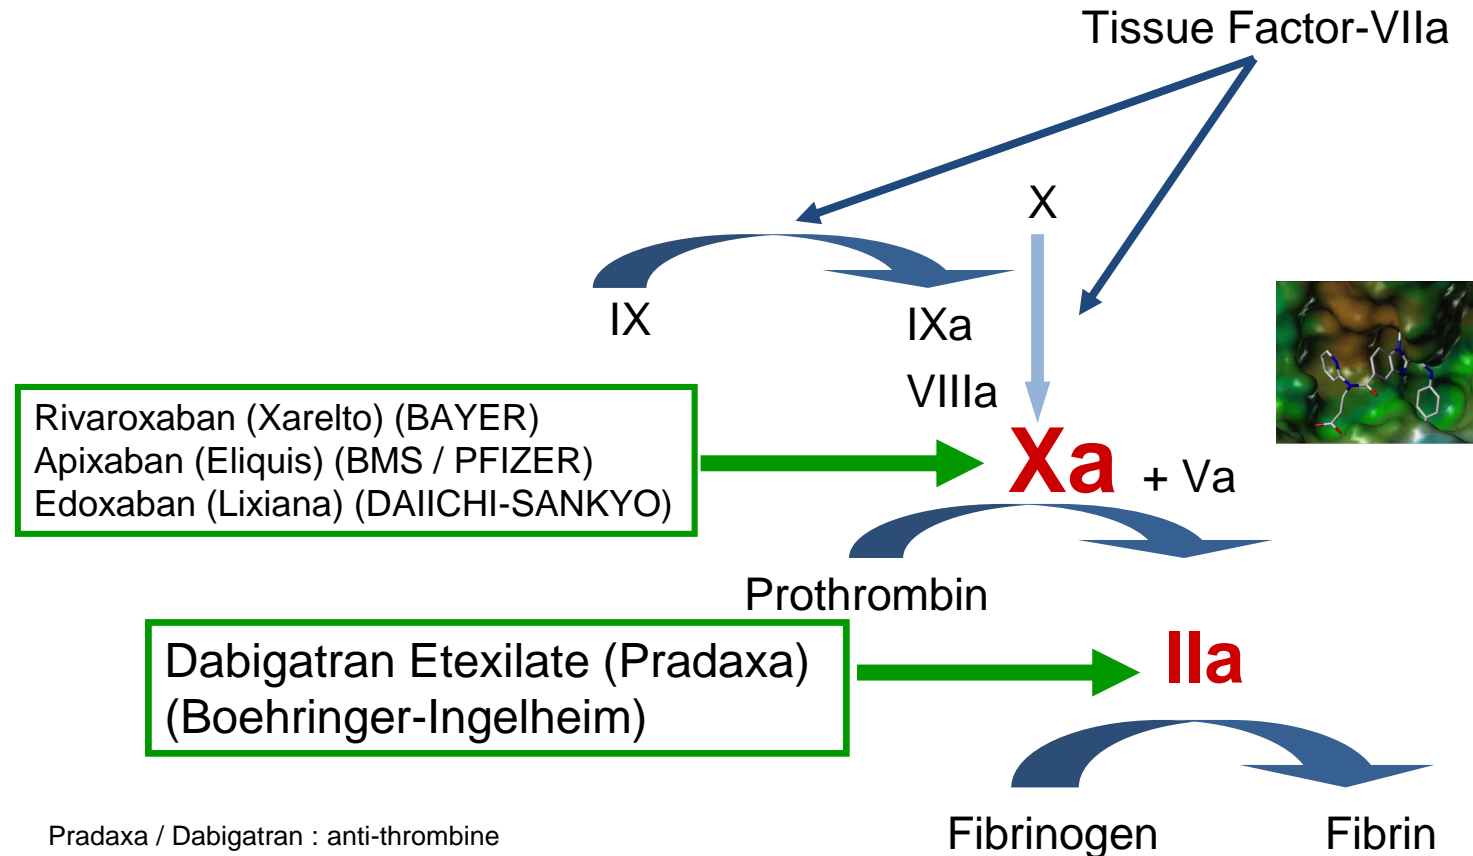 Tissue Factor-VIIa
X
IX
IXa
VIIIa
Rivaroxaban (Xarelto) (BAYER)
Apixaban (Eliquis) (BMS / PFIZER)
Edoxaban (Lixiana) (DAIICHI-SANKYO)
Xa + Va
Prothrombin
Dabigatran Etexilate (Pradaxa)
(Boehringer-Ingelheim)
IIa
Fibrinogen
Fibrin
Pradaxa / Dabigatran : anti-thrombine